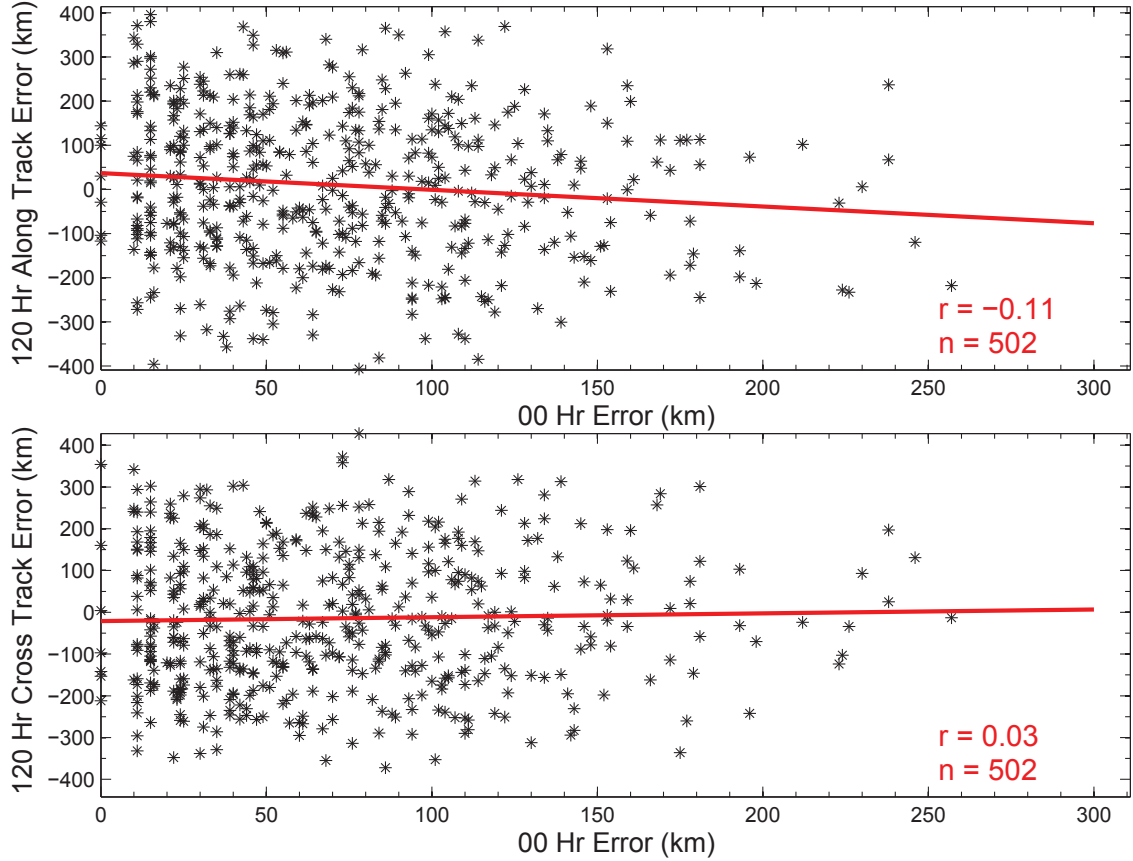 120 Hr Along Track Error (km)
400
300
200
100
0
−100
−200
−300
−400
r = −0.11
n = 502
0 50 100 150 200 250 300
00 Hr Error (km)
120 Hr Cross Track Error (km)
400
300
200
100
0
−100
−200
−300
−400
r = 0.03
n = 502
0 50 100 150 200 250 300
00 Hr Error (km)